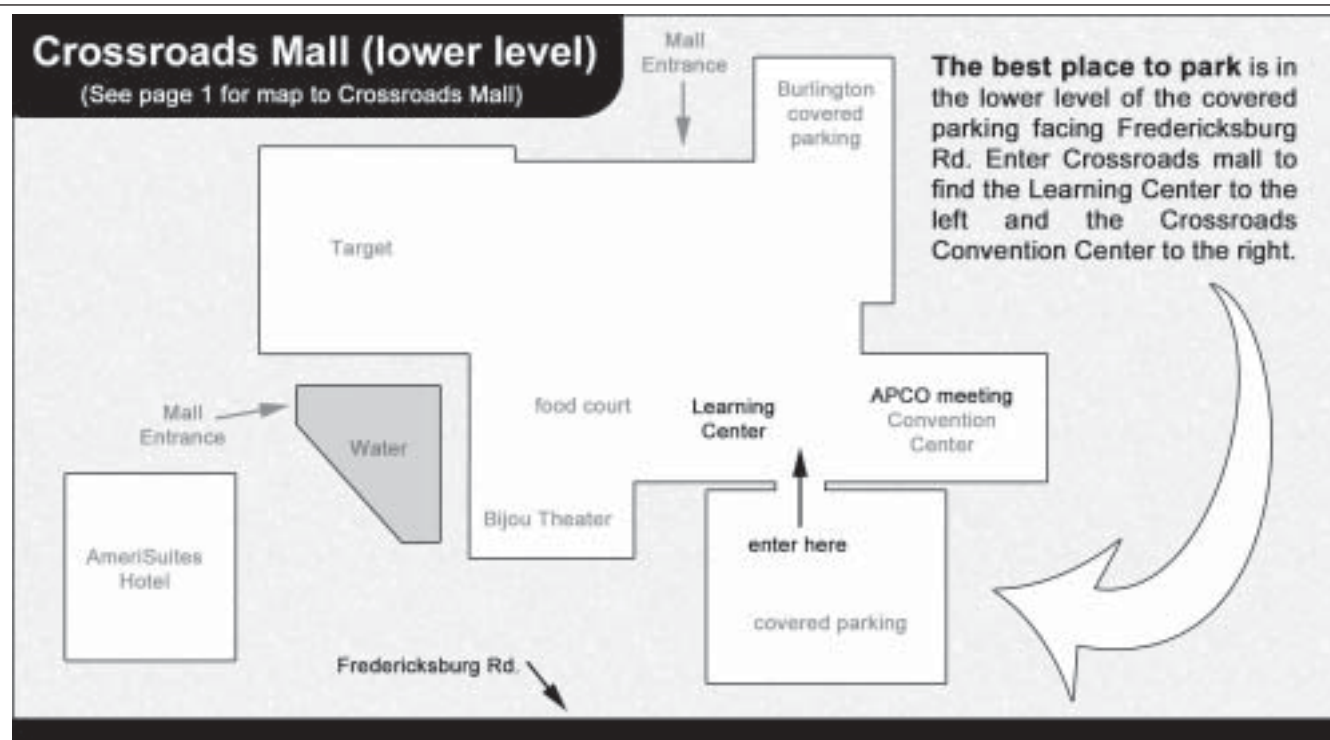 Crossroads Mall (lower level)
(See page 1 for map to Crossroads Mall)
Mall
Entrance
Burlington
covered
parking
The best place to park is in
the lower level of the covered
parking facing Fredericksburg
Rd. Enter Crossroads mall to
find the Learning Center to the
left and the Crossroads
Convention Center to the right.
Target
Mall
Entrance
Water
food court
Learning
Center
APCO meeting
Convention
Center
Bijou Theater
AmeriSuites
Hotel
enter here
covered parking
Fredericksburg Rd.